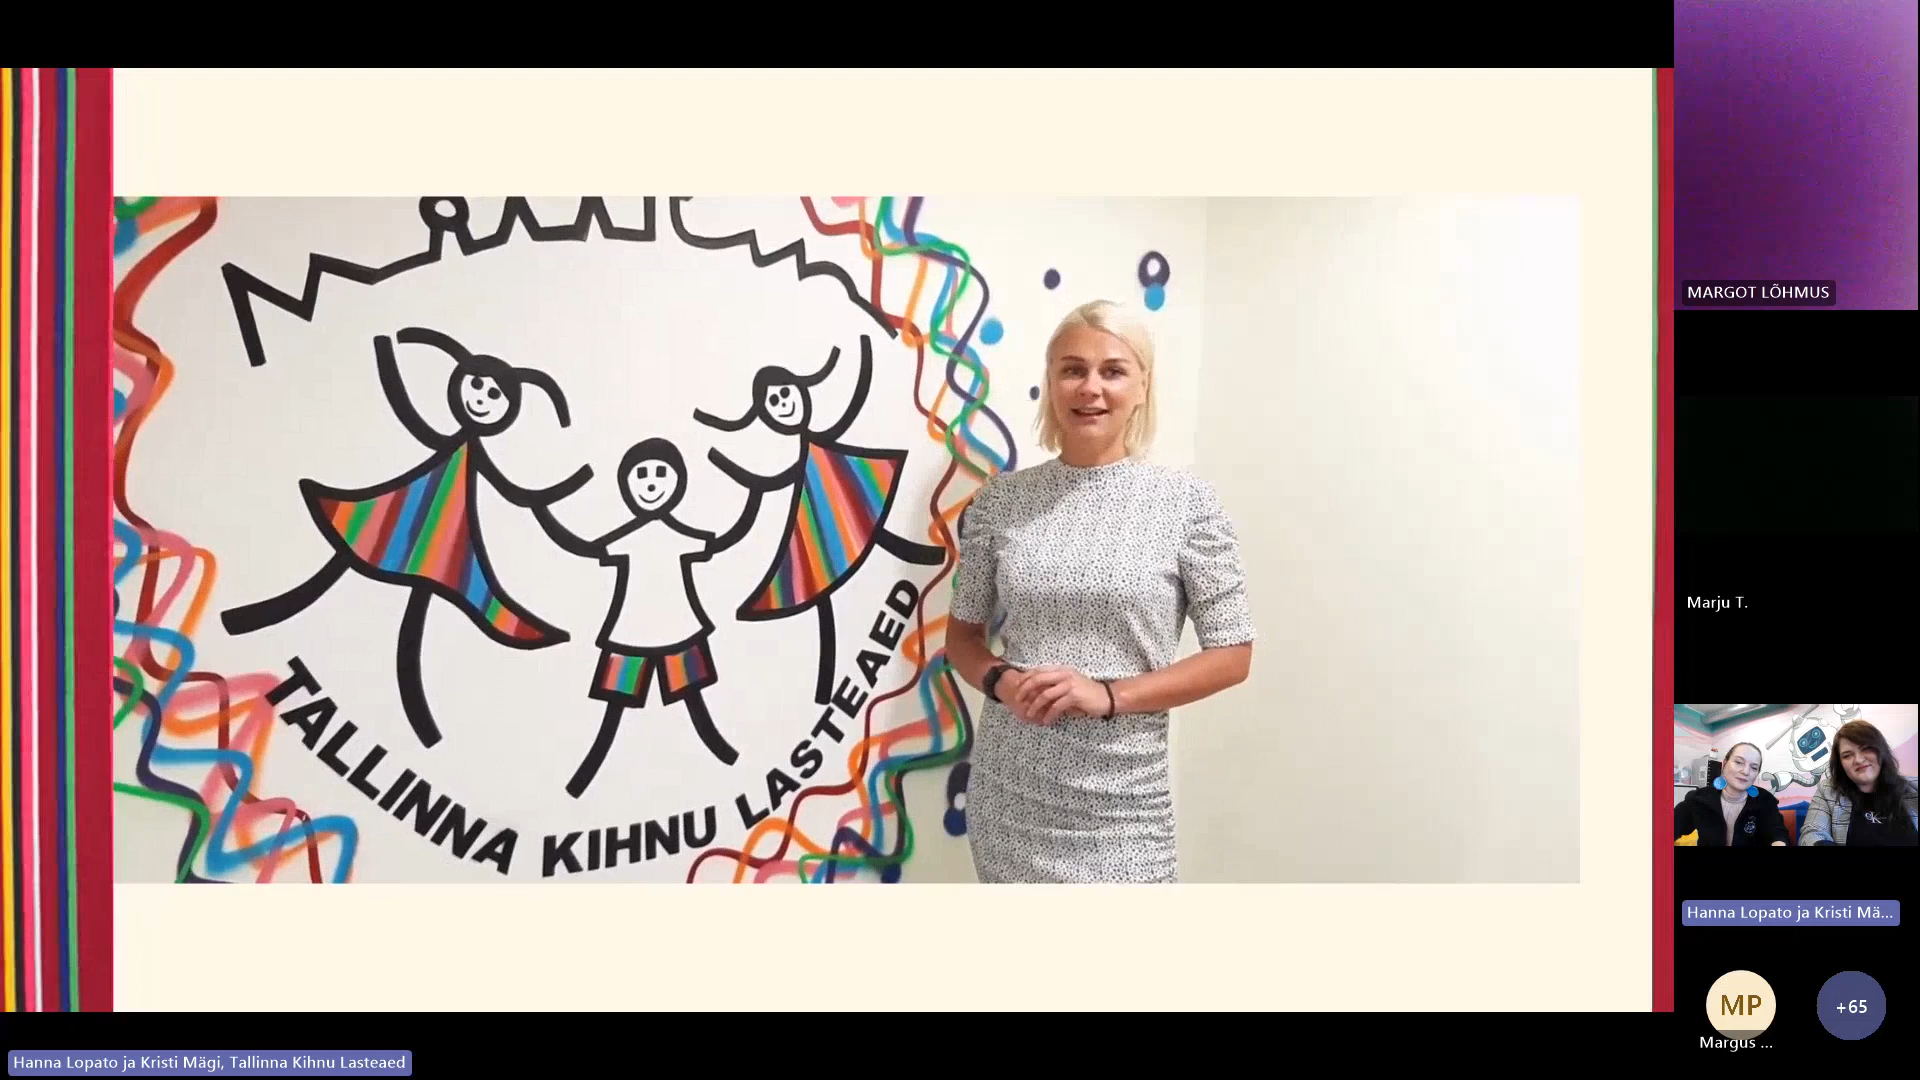 TALLINNA KIHNU LASTEAED
MARGOT LÕHMUS
Marju T.
Hanna Lopato ja Kristi Mä...
MP
+65
Margus ...
Hanna Lopato ja Kristi Mägi, Tallinna Kihnu Lasteaed